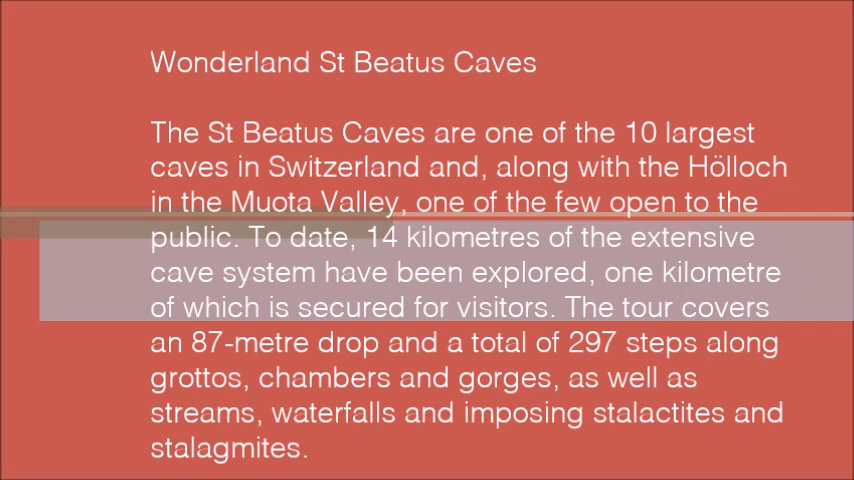 Wonderland St Beatus Caves
The St Beatus Caves are one of the 10 largest
caves in Switzerland and, along with the Hölloch
in the Muota Valley, one of the few open to the
public. To date, 14 kilometres of the extensive
cave system have been explored, one kilometre
of which is secured for visitors. The tour covers
an 87-metre drop and a total of 297 steps along
grottos, chambers and gorges, as well as
streams, waterfalls and imposing stalactites and
stalagmites.